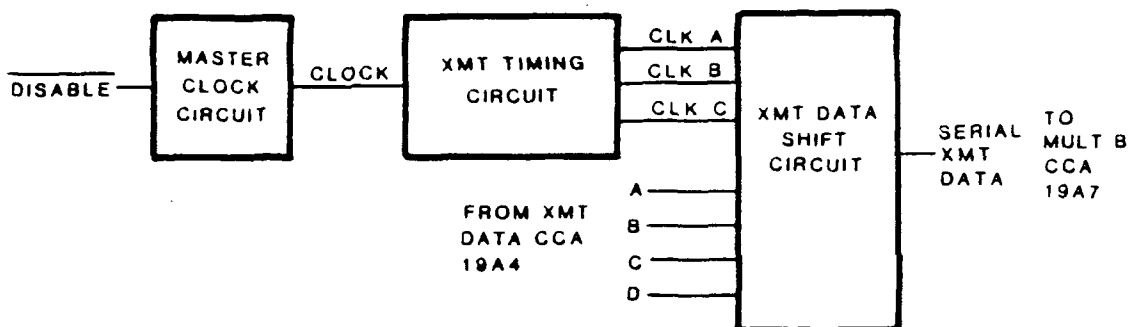 DISABLE
MASTER
CLOCK
CIRCUIT
CLOCK
XMT TIMING
CIRCUIT
CLK A
CLK B
CLK C
XMT DATA
SHIFT
CIRCUIT
FROM XMT
DATA CCA
19A4
A
B
C
D
SERIAL
XMT
DATA
TO
MULT B
CCA
19A7